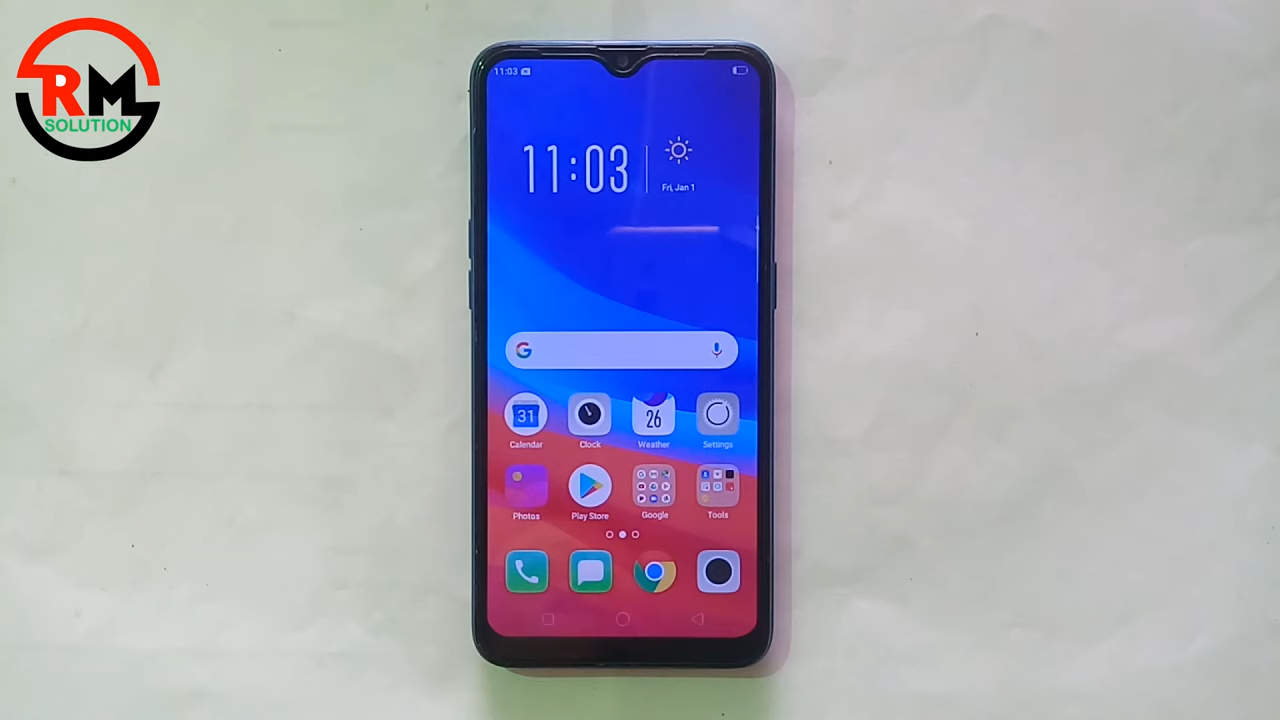 RM
SOLUTION
11:03
11:03
Fri, Jan 1
G
31
26
Calendar
Clock
Weather
Settings
Photos
Play Store
Google
Tools